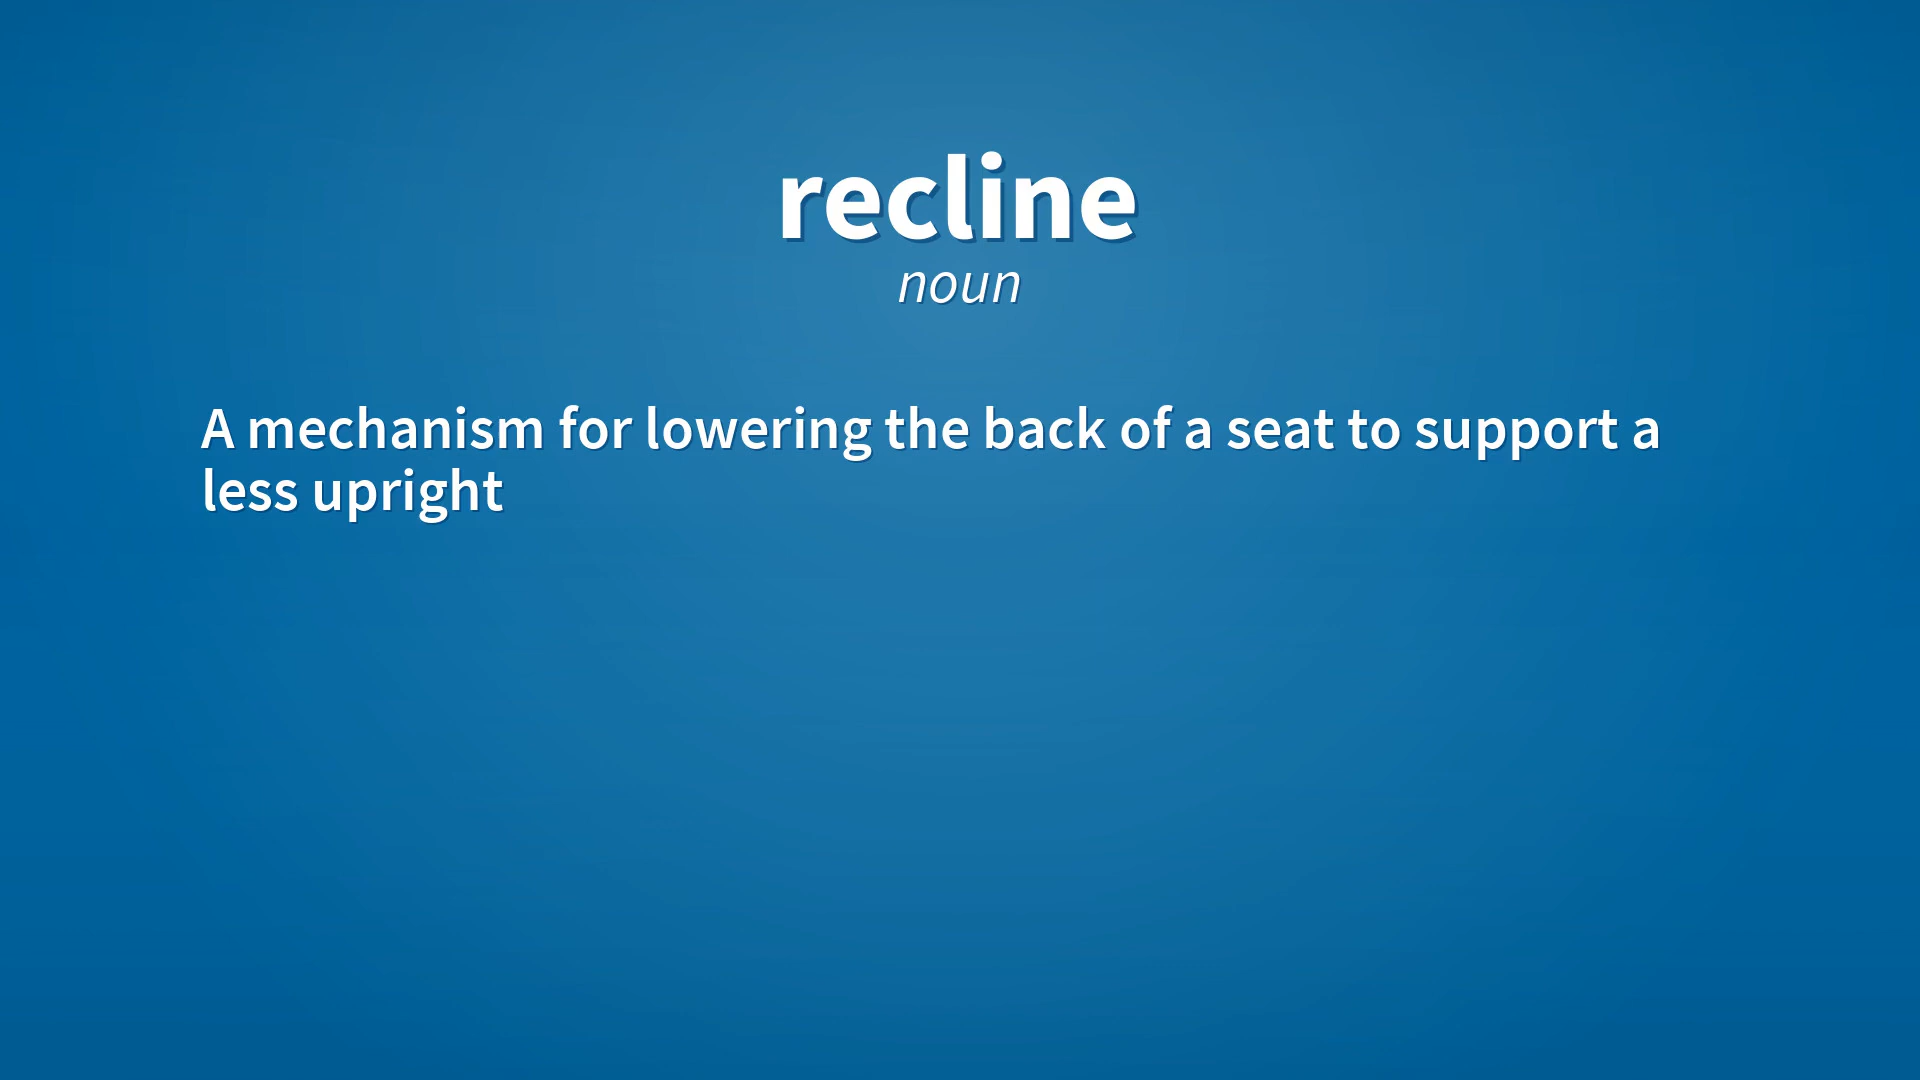 recline
noun
A mechanism for lowering the back of a seat to support a
less upright